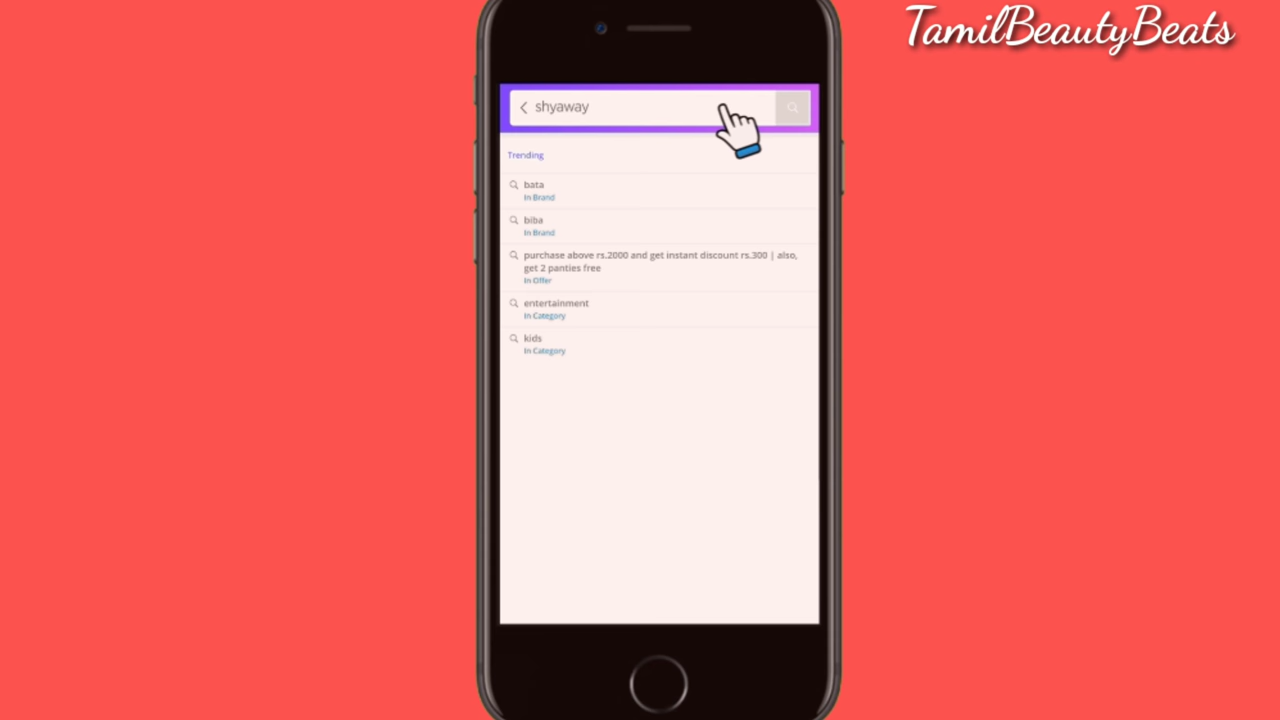 TamilBeautyBeats
shyaway
Trending
bata
In Brand
biba
In Brand
purchase above rs.2000 and get instant discount rs.300 | also,
get 2 panties free
In Offer
entertainment
In Category
kids
In Category